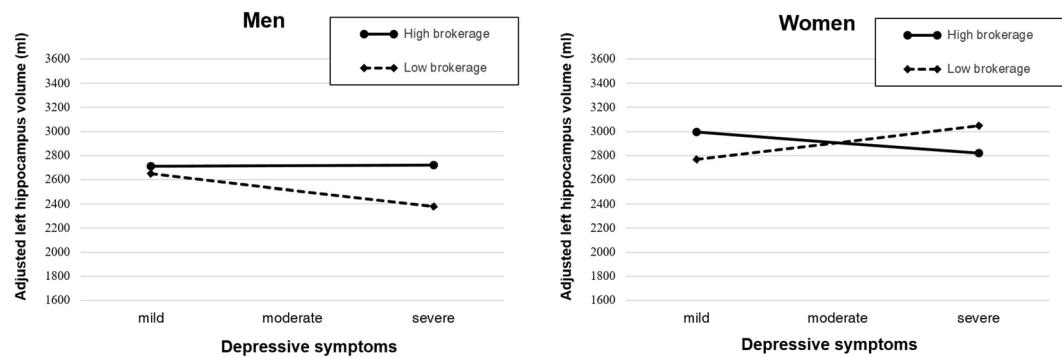 Men
High brokerage
Low brokerage
Adjusted left hippocampus volume (ml)
3600
3400
3200
3000
2800
2600
2400
2200
2000
1800
1600
mild moderate severe
Depressive symptoms
Women
High brokerage
Low brokerage
Adjusted left hippocampus volume (ml)
3600
3400
3200
3000
2800
2600
2400
2200
2000
1800
1600
mild moderate severe
Depressive symptoms